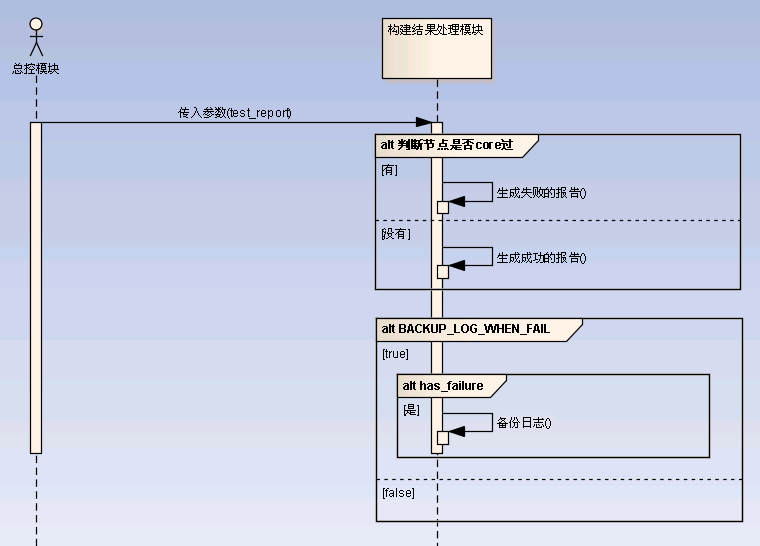 构建结果处理模块
总控模块
传入参数(test_report)
alt 判断节点是否core过
[有]
生成失败的报告()
[没有]
生成成功的报告()
alt BACKUP_LOG_WHEN_FAIL
[true]
alt has_failure
[是]
备份日志()
[false]